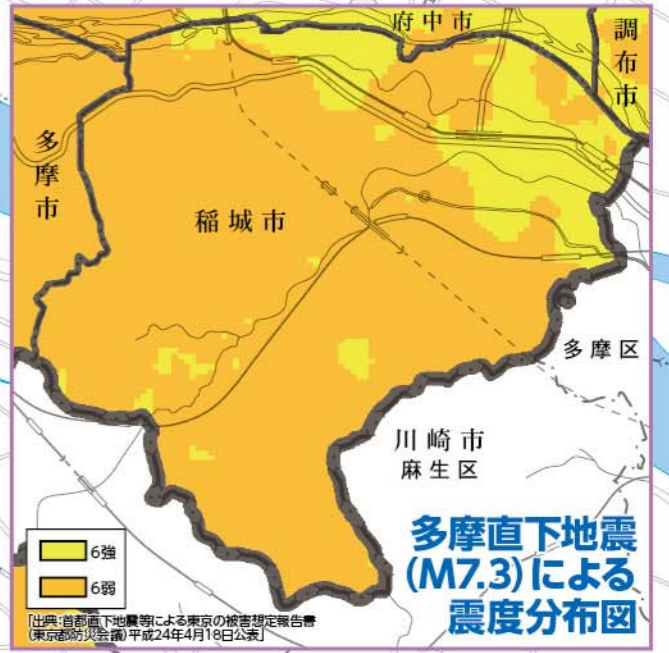 府中市
調布市
多摩市
稲城市
多摩区
川崎市
麻生区
多摩直下地震
(M7.3)による
震度分布図
6強
6弱
「出典:首都直下地震等による東京の被害想定報告書
(東京都防災会議)平成24年4月18日公表」